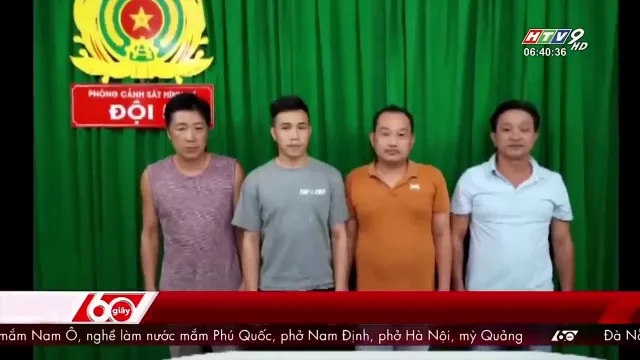 HTV9 HD
06:40:36
PHÒNG CẢNH SÁT HÌNH
ĐỘI
60 giây
mắm Nam Ô, nghề làm nước mắm Phú Quốc, phở Nam Định, phở Hà Nội, mỳ Quảng
60
Đà N